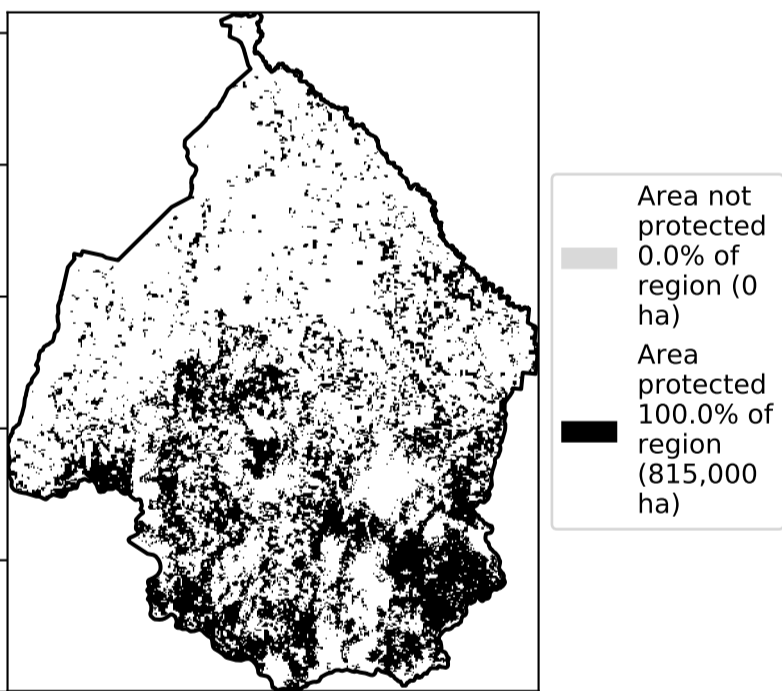 Area not
protected
0.0% of
region (0
ha)
Area
protected
100.0% of
region
(815,000
ha)